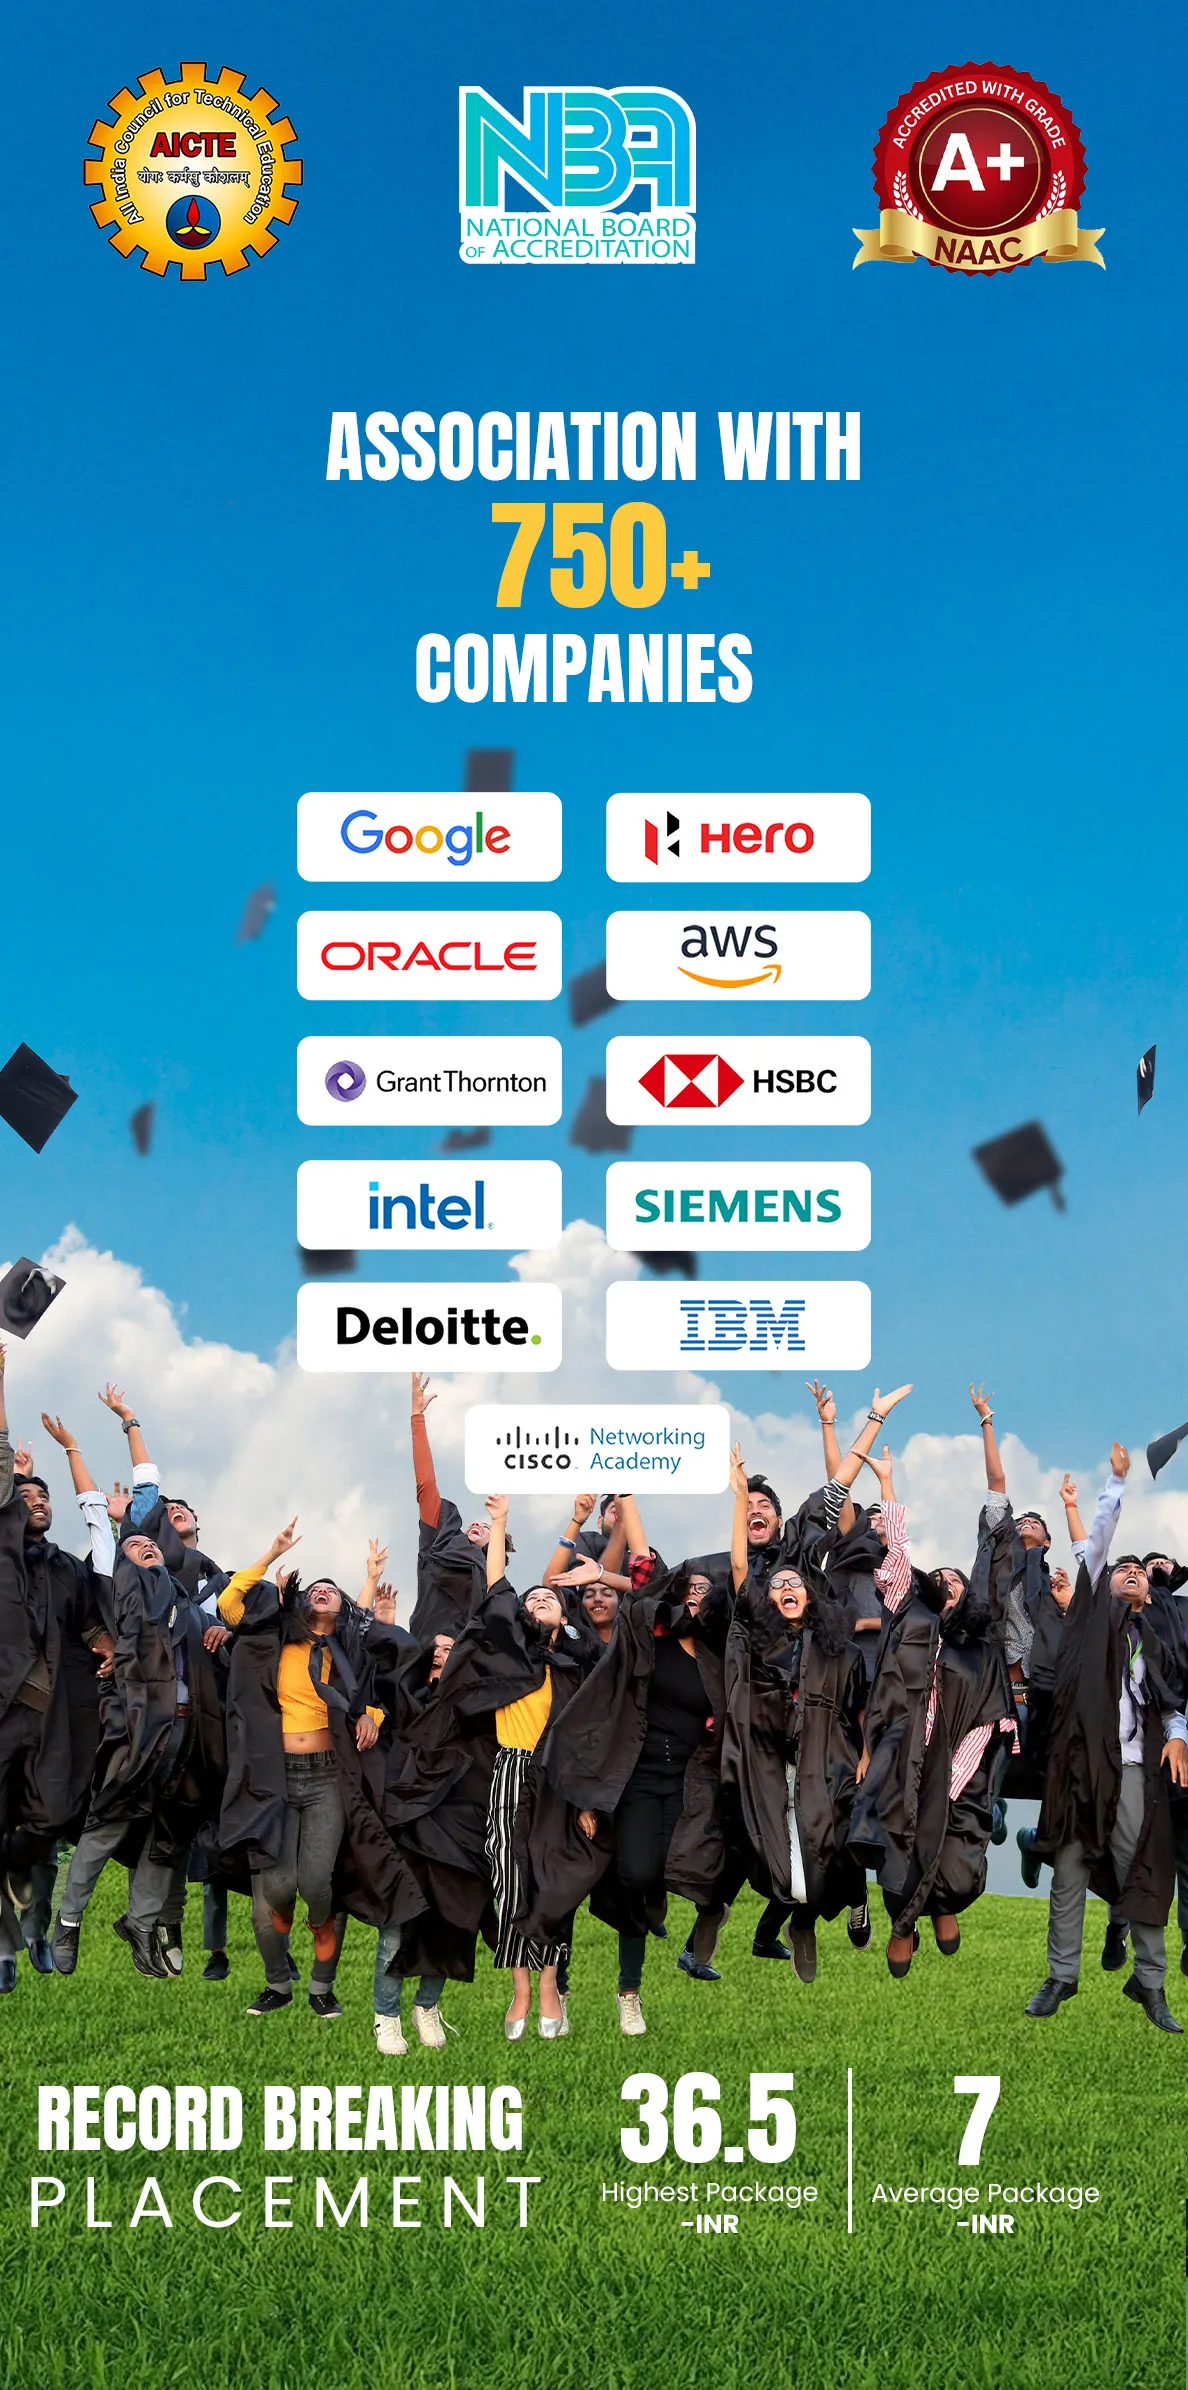 All India Council for Technical Education
AICTE
योगः कर्मसु कौशलम्
NBA
NATIONAL BOARD
OF ACCREDITATION
ACCREDITED WITH GRADE
A+
NAAC
ASSOCIATION WITH
750+
COMPANIES
Google
Hero
ORACLE
aws
Grant Thornton
HSBC
intel
SIEMENS
Deloitte.
IBM
CISCO
Networking
Academy
RECORD BREAKING
PLACEMENT
36.5
Highest Package
-INR
7
Average Package
-INR